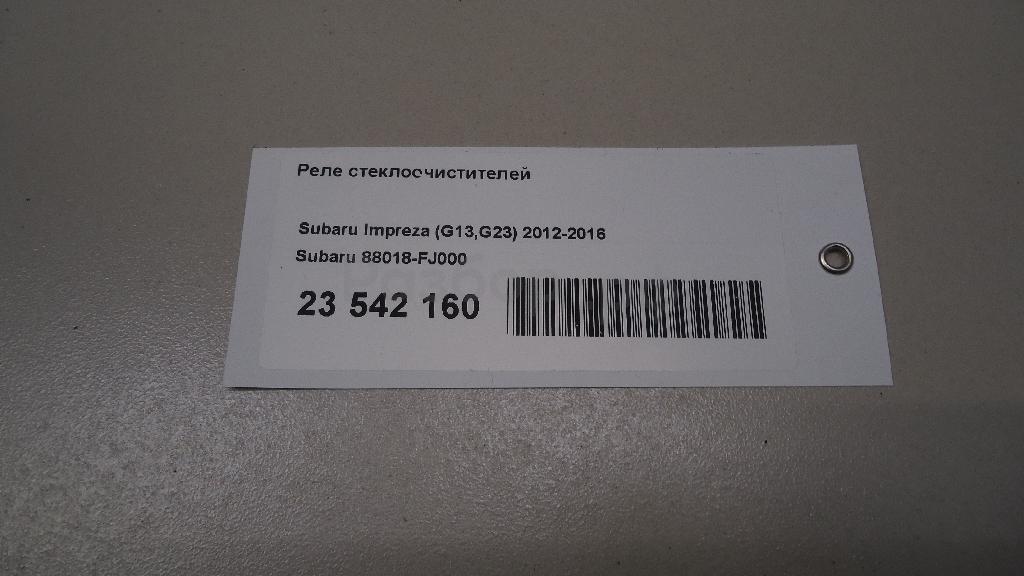 Реле стеклоочистителей
Subaru Impreza (G13,G23) 2012-2016
Subaru 88018-FJ000
23 542 160